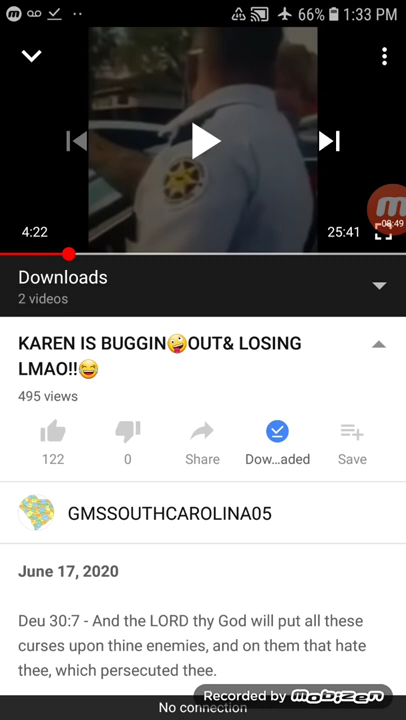 66% 1:33 PM
4:22
25:41
08:49
Downloads
2 videos
KAREN IS BUGGIN🤪OUT& LOSING
LMAO!!😅
495 views
122
0
Share
Dow...aded
Save
GMSSOUTHCAROLINA05
June 17, 2020
Deu 30:7 - And the LORD thy God will put all these
curses upon thine enemies, and on them that hate
thee, which persecuted thee.
Recorded by mobizen
No connection